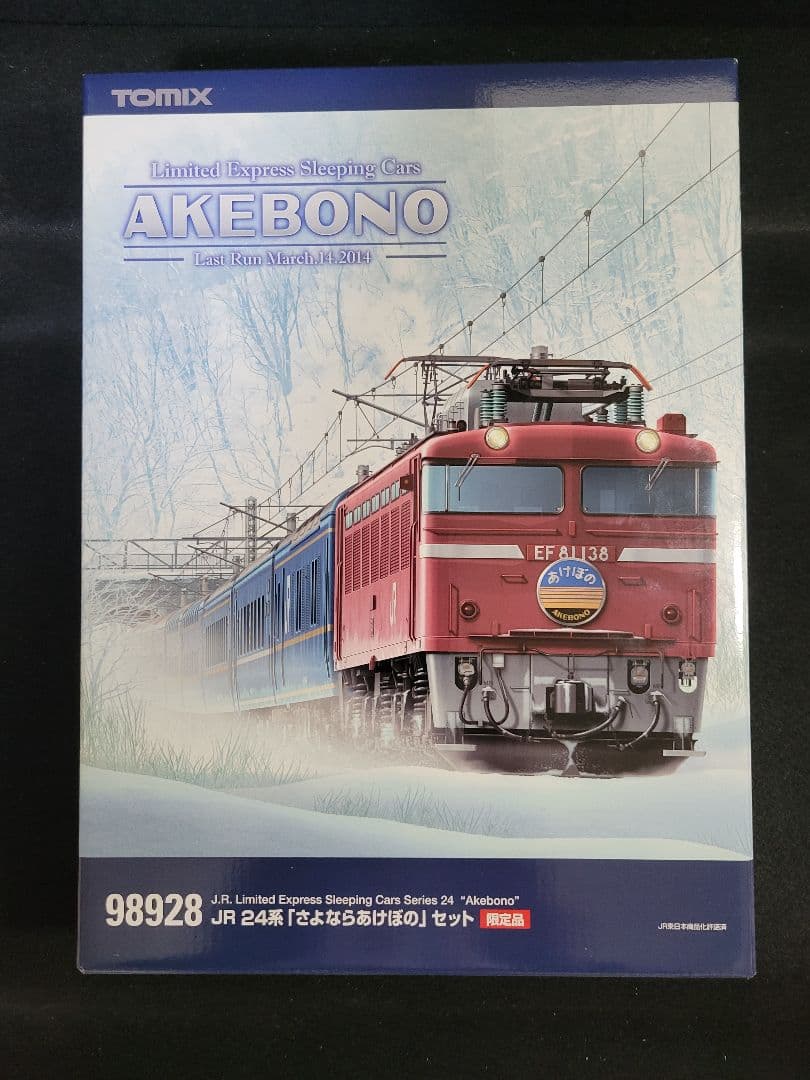 TOMIX
Limited Express Sleeping Cars
AKEBONO
Last Run March.14.2014
EF 81 138
あけぼの
AKEBONO
JR
98928
J.R. Limited Express Sleeping Cars Series 24 "Akebono"
JR 24系「さよならあけぼの」セット 限定品
JR東日本商品化許諾済